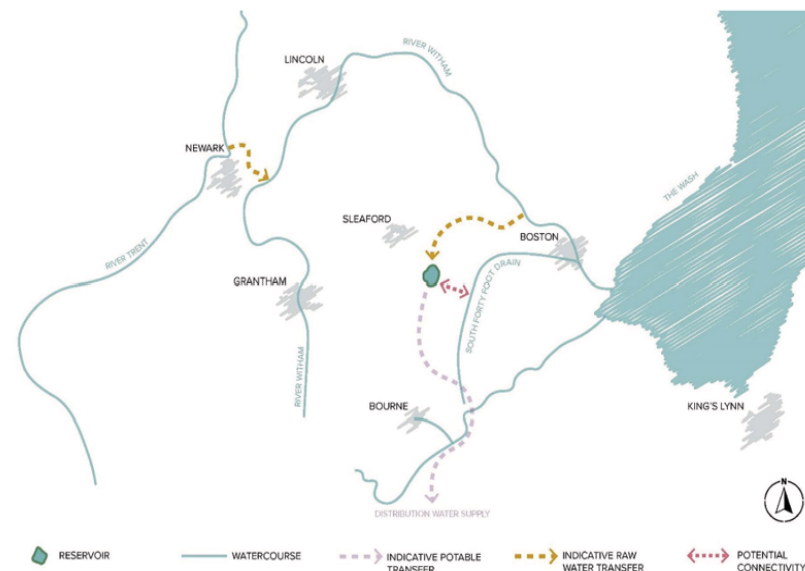 LINCOLN
RIVER WITHAM
NEWARK
THE WASH
SLEAFORD
BOSTON
RIVER TRENT
GRANTHAM
SOUTH FORTY FOOT DRAIN
RIVER WITHAM
BOURNE
KING'S LYNN
N
DISTRIBUTION WATER SUPPLY
RESERVOIR
WATERCOURSE
INDICATIVE POTABLE
TRANSFER
INDICATIVE RAW
WATER TRANSFER
POTENTIAL
CONNECTIVITY